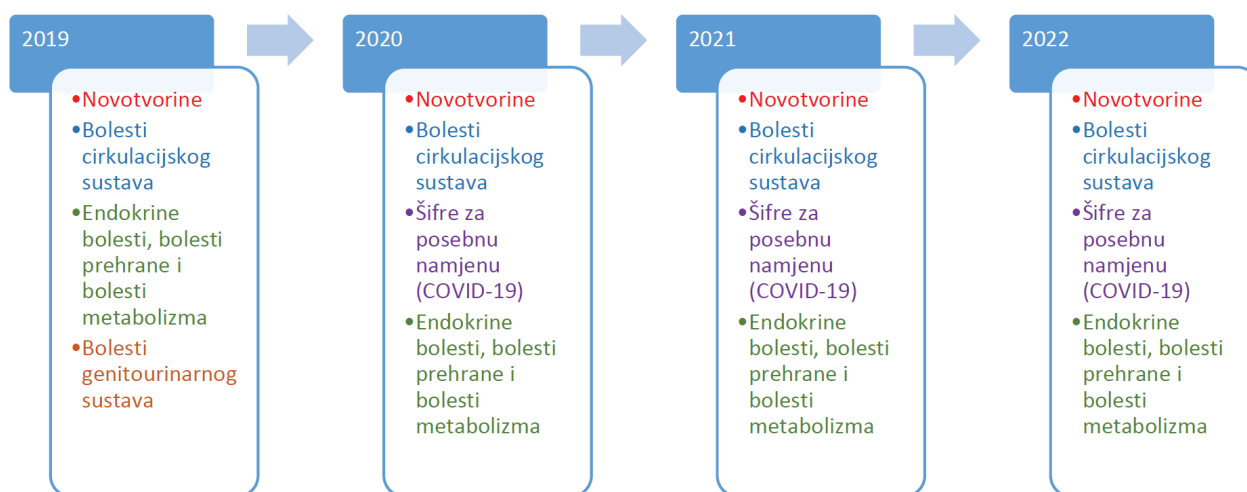 2019
•Novotvorine
•Bolesti
cirkulacijskog
sustava
•Endokrine
bolesti, bolesti
prehrane i
bolesti
metabolizma
•Bolesti
genitourinarnog
sustava
2020
•Novotvorine
•Bolesti
cirkulacijskog
sustava
•Šifre za
posebnu
namjenu
(COVID-19)
•Endokrine
bolesti, bolesti
prehrane i
bolesti
metabolizma
2021
•Novotvorine
•Bolesti
cirkulacijskog
sustava
•Šifre za
posebnu
namjenu
(COVID-19)
•Endokrine
bolesti, bolesti
prehrane i
bolesti
metabolizma
2022
•Novotvorine
•Bolesti
cirkulacijskog
sustava
•Šifre za
posebnu
namjenu
(COVID-19)
•Endokrine
bolesti, bolesti
prehrane i
bolesti
metabolizma